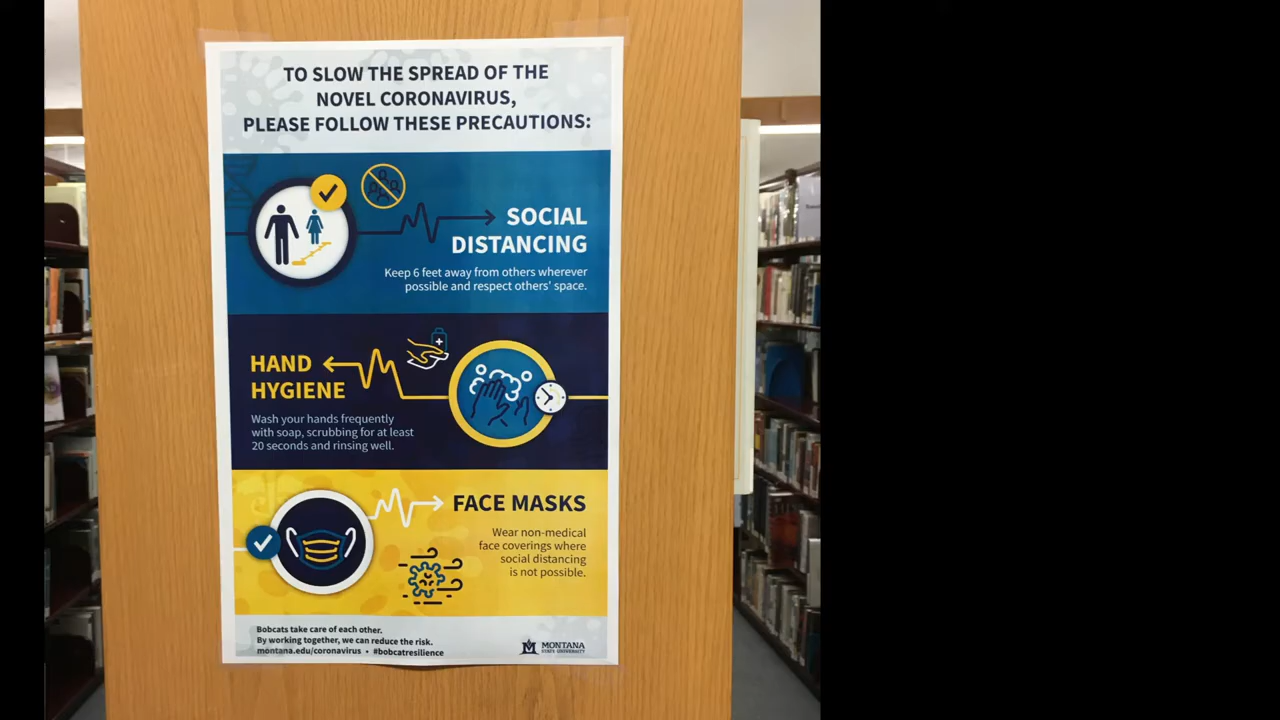 TO SLOW THE SPREAD OF THE
NOVEL CORONAVIRUS,
PLEASE FOLLOW THESE PRECAUTIONS:
SOCIAL
DISTANCING
Keep 6 feet away from others wherever
possible and respect others' space.
HAND
HYGIENE
Wash your hands frequently
with soap, scrubbing for at least
20 seconds and rinsing well.
FACE MASKS
Wear non-medical
face coverings where
social distancing
is not possible.
Bobcats take care of each other.
By working together, we can reduce the risk.
montana.edu/coronavirus • #bobcatresilience
MONTANA
STATE UNIVERSITY